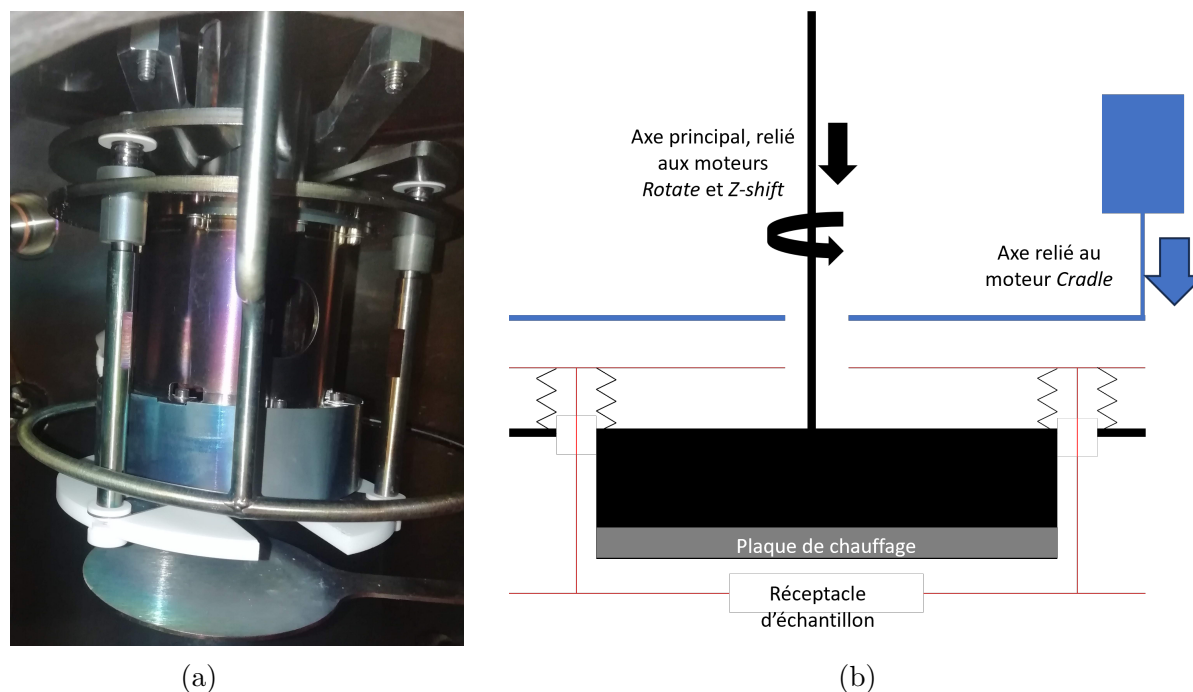 Axe principal, relié
aux moteurs
Rotate et Z-shift
Axe relié au
moteur Cradle
Plaque de chauffage
Réceptacle
d'échantillon
(a)
(b)